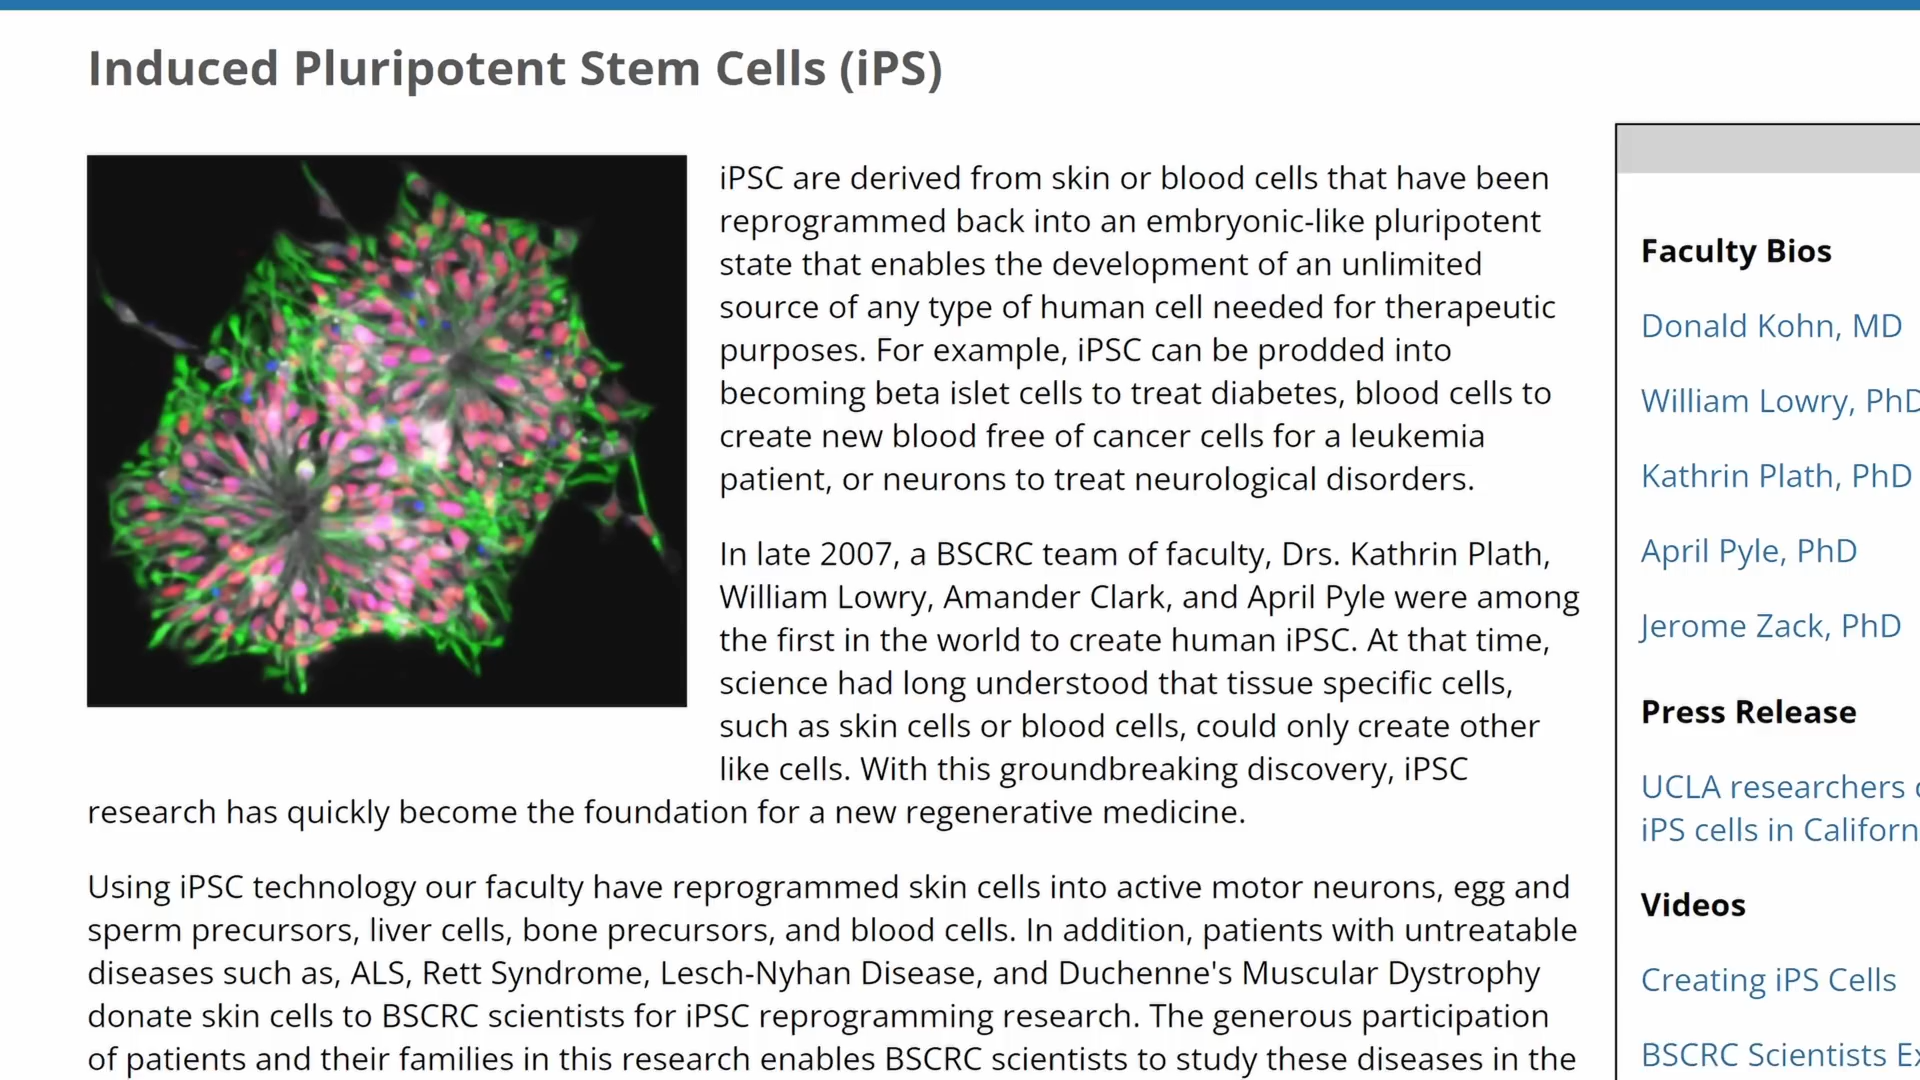 Induced Pluripotent Stem Cells (iPS)
iPSC are derived from skin or blood cells that have been
reprogrammed back into an embryonic-like pluripotent
state that enables the development of an unlimited
source of any type of human cell needed for therapeutic
purposes. For example, iPSC can be prodded into
becoming beta islet cells to treat diabetes, blood cells to
create new blood free of cancer cells for a leukemia
patient, or neurons to treat neurological disorders.
In late 2007, a BSCRC team of faculty, Drs. Kathrin Plath,
William Lowry, Amander Clark, and April Pyle were among
the first in the world to create human iPSC. At that time,
science had long understood that tissue specific cells,
such as skin cells or blood cells, could only create other
like cells. With this groundbreaking discovery, iPSC
research has quickly become the foundation for a new regenerative medicine.
Using iPSC technology our faculty have reprogrammed skin cells into active motor neurons, egg and
sperm precursors, liver cells, bone precursors, and blood cells. In addition, patients with untreatable
diseases such as, ALS, Rett Syndrome, Lesch-Nyhan Disease, and Duchenne's Muscular Dystrophy
donate skin cells to BSCRC scientists for iPSC reprogramming research. The generous participation
of patients and their families in this research enables BSCRC scientists to study these diseases in the
Faculty Bios
Donald Kohn, MD
William Lowry, PhD
Kathrin Plath, PhD
April Pyle, PhD
Jerome Zack, PhD
Press Release
UCLA researchers
iPS cells in Californ
Videos
Creating iPS Cells
BSCRC Scientists